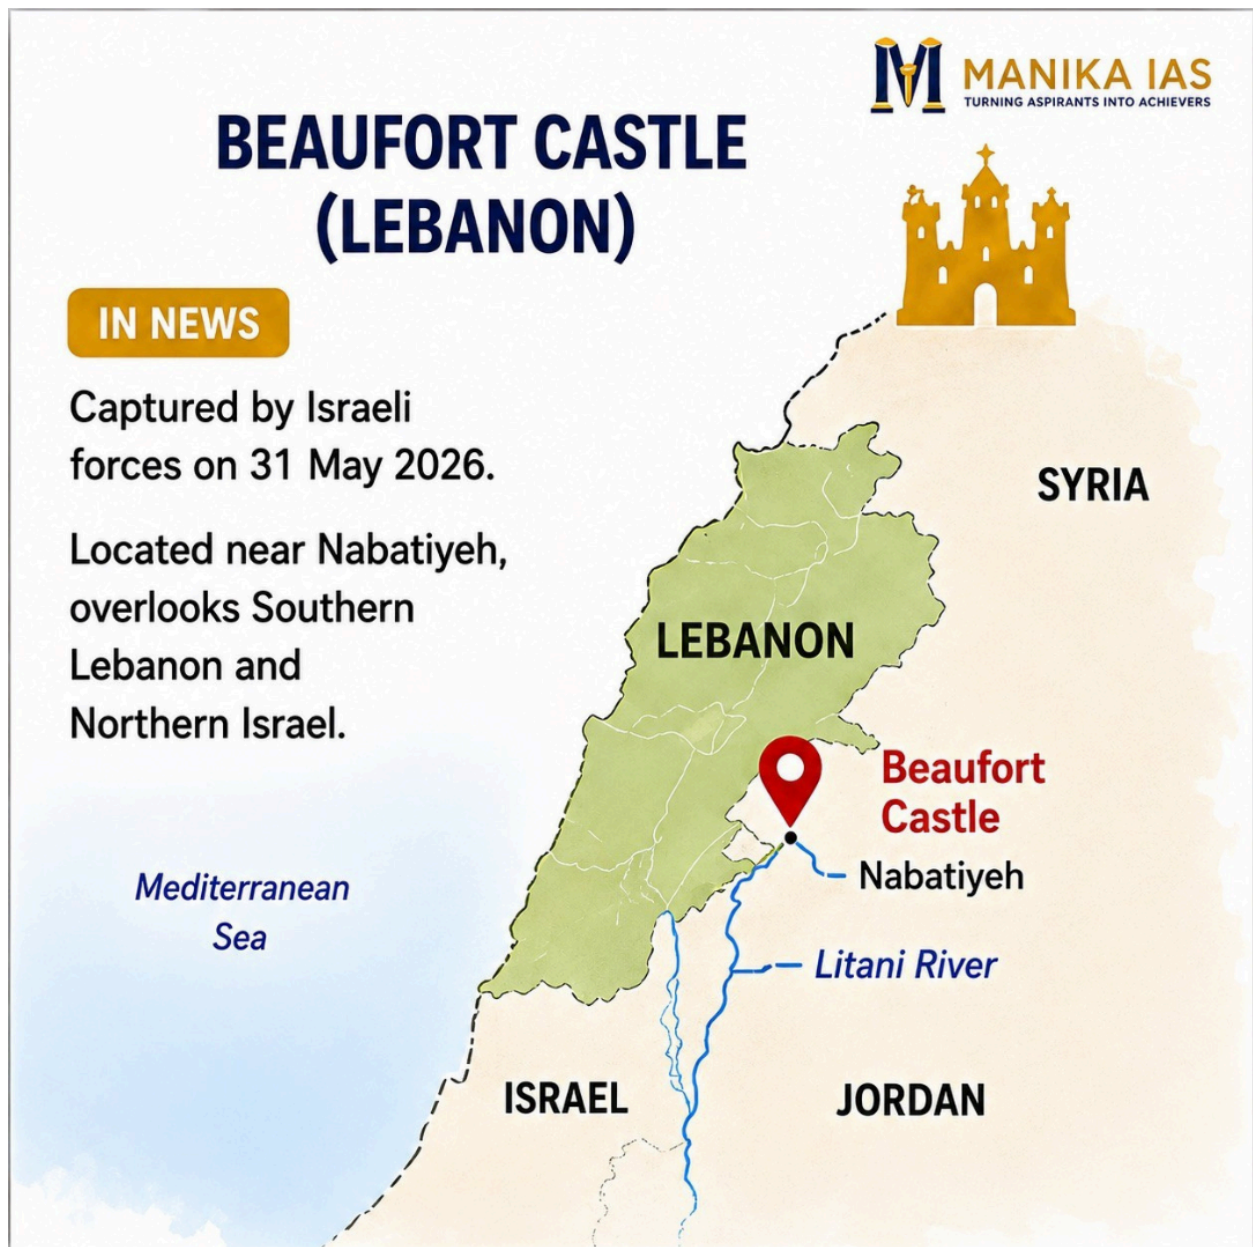 MANIKA IAS
TURNING ASPIRANTS INTO ACHIEVERS
BEAUFORT CASTLE
(LEBANON)
IN NEWS
Captured by Israeli
forces on 31 May 2026.
Located near Nabatiyeh,
overlooks Southern
Lebanon and
Northern Israel.
SYRIA
LEBANON
Beaufort
Castle
Nabatiyeh
Mediterranean
Sea
Litani River
ISRAEL
JORDAN